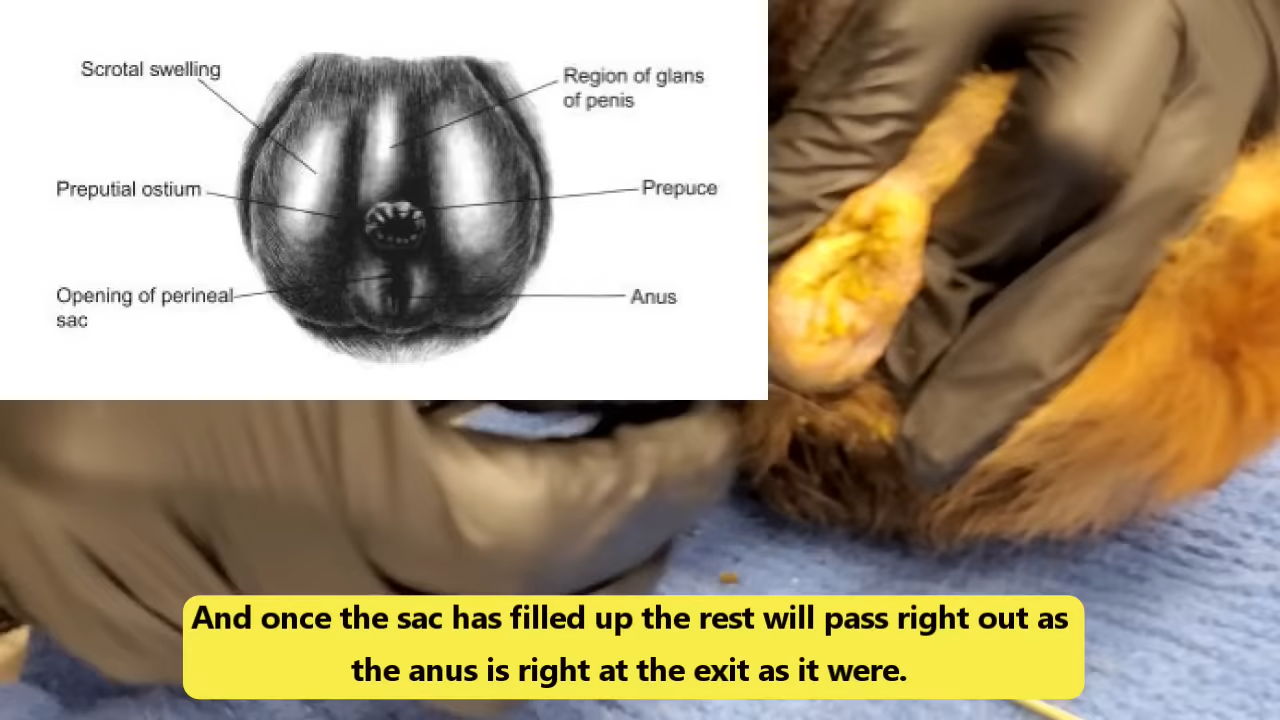 Scrotal swelling
Region of glans
of penis
Preputial ostium
Prepuce
Opening of perineal
sac
Anus
And once the sac has filled up the rest will pass right out as
the anus is right at the exit as it were.